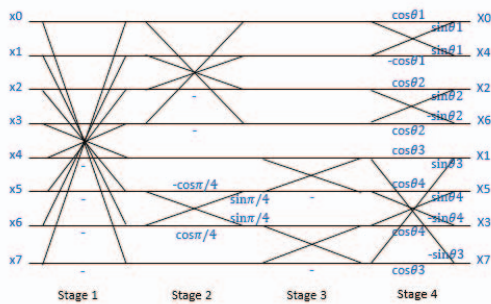 x0 cosθ1 X0
sinθ1
x1 sinθ1 X4
-cosθ1
x2 cosθ2 X2
- sinθ2
x3 -sinθ2 X6
- cosθ2
x4 cosθ3 X1
- sinθ3
x5 -cosπ/4 cosθ4 X5
- sinπ/4 - sinθ4
x6 sinπ/4 -sinθ4 X3
- cosπ/4 cosθ4
-sinθ3
x7 X7
- - cosθ3
Stage 1 Stage 2 Stage 3 Stage 4